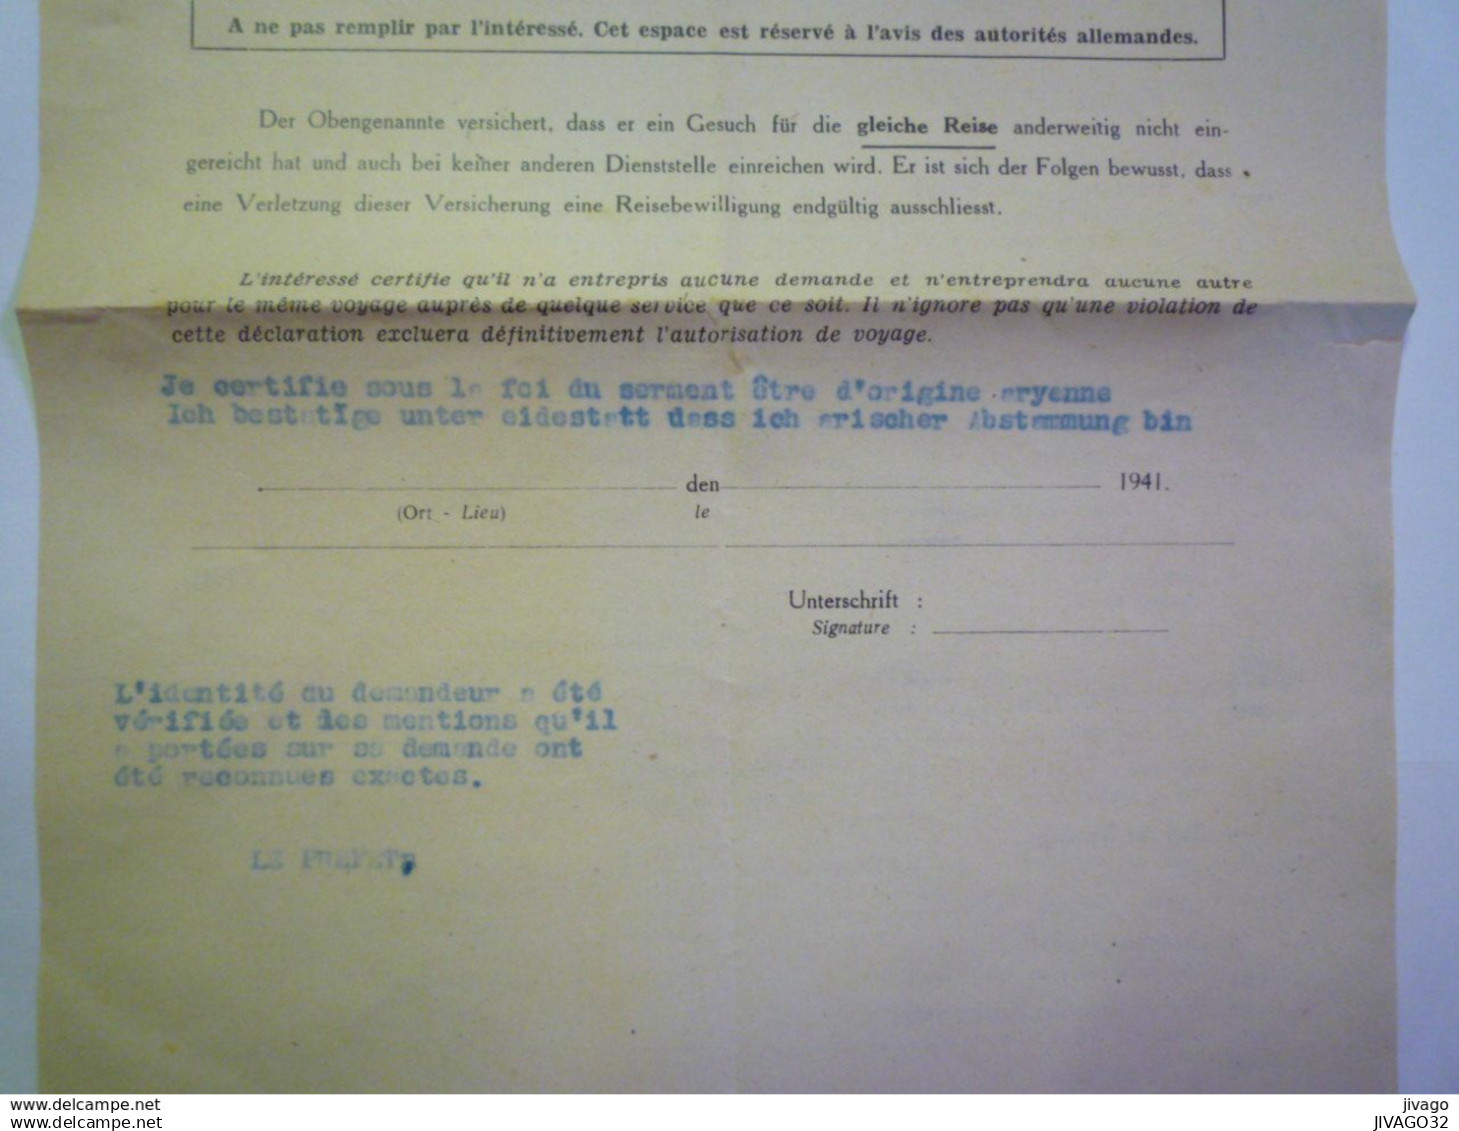 A ne pas remplir par l'intéressé. Cet espace est réservé à l'avis des autorités allemandes.
Der Obengenannte versichert, dass er ein Gesuch für die gleiche Reise anderweitig nicht ein-
gereicht hat und auch bei keiner anderen Dienststelle einreichen wird. Er ist sich der Folgen bewusst, dass
eine Verletzung dieser Versicherung eine Reisebewilligung endgültig ausschliesst.
L'intéressé certifie qu'il n'a entrepris aucune demande et n'entreprendra aucune autre
pour le même voyage auprès de quelque service que ce soit. Il n'ignore pas qu'une violation de
cette déclaration excluera définitivement l'autorisation de voyage.
Je certifie sous la foi du serment être d'origine aryenne
Ich bestatIge unter eidestatt dass ich arischer Abstammung bin
den 1941.
(Ort - Lieu) le
Unterschrift :
Signature :
L'identité du demandeur a été
vérifiée et les mentions qu'il
a portées sur sa demande ont
été reconnues exactes.
LE PREFET,
jivago
www.delcampe.net
JIVAGO32